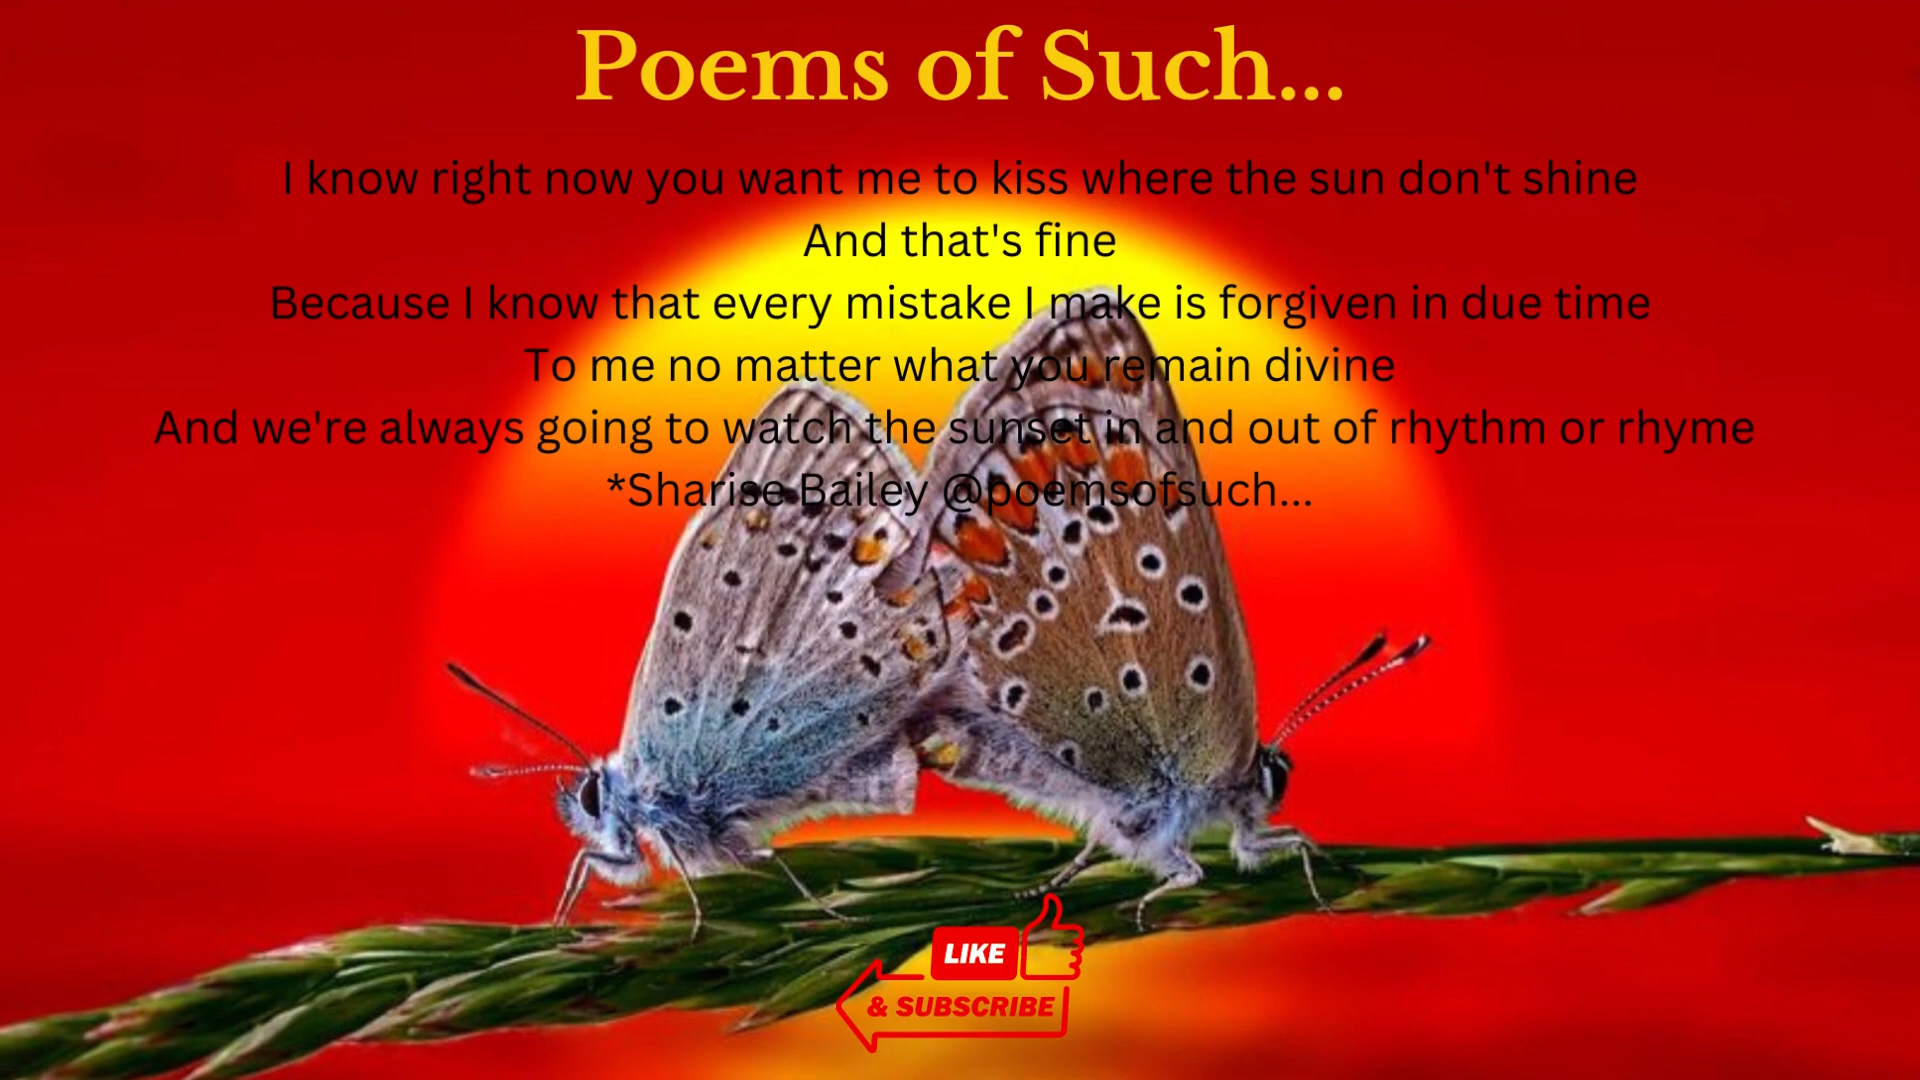 Poems of Such...
I know right now you want me to kiss where the sun don't shine
And that's fine
Because I know that every mistake I make is forgiven in due time
To me no matter what you remain divine
And we're always going to watch the sunset in and out of rhythm or rhyme
*Sharise Bailey @poemsofsuch...
LIKE
& SUBSCRIBE